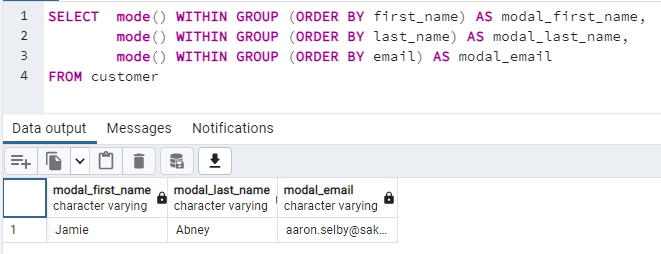 1 SELECT mode() WITHIN GROUP (ORDER BY first_name) AS modal_first_name,
2 mode() WITHIN GROUP (ORDER BY last_name) AS modal_last_name,
3 mode() WITHIN GROUP (ORDER BY email) AS modal_email
4 FROM customer
Data output Messages Notifications
modal_first_name modal_last_name modal_email
character varying character varying character varying
1 Jamie Abney aaron.selby@sak...